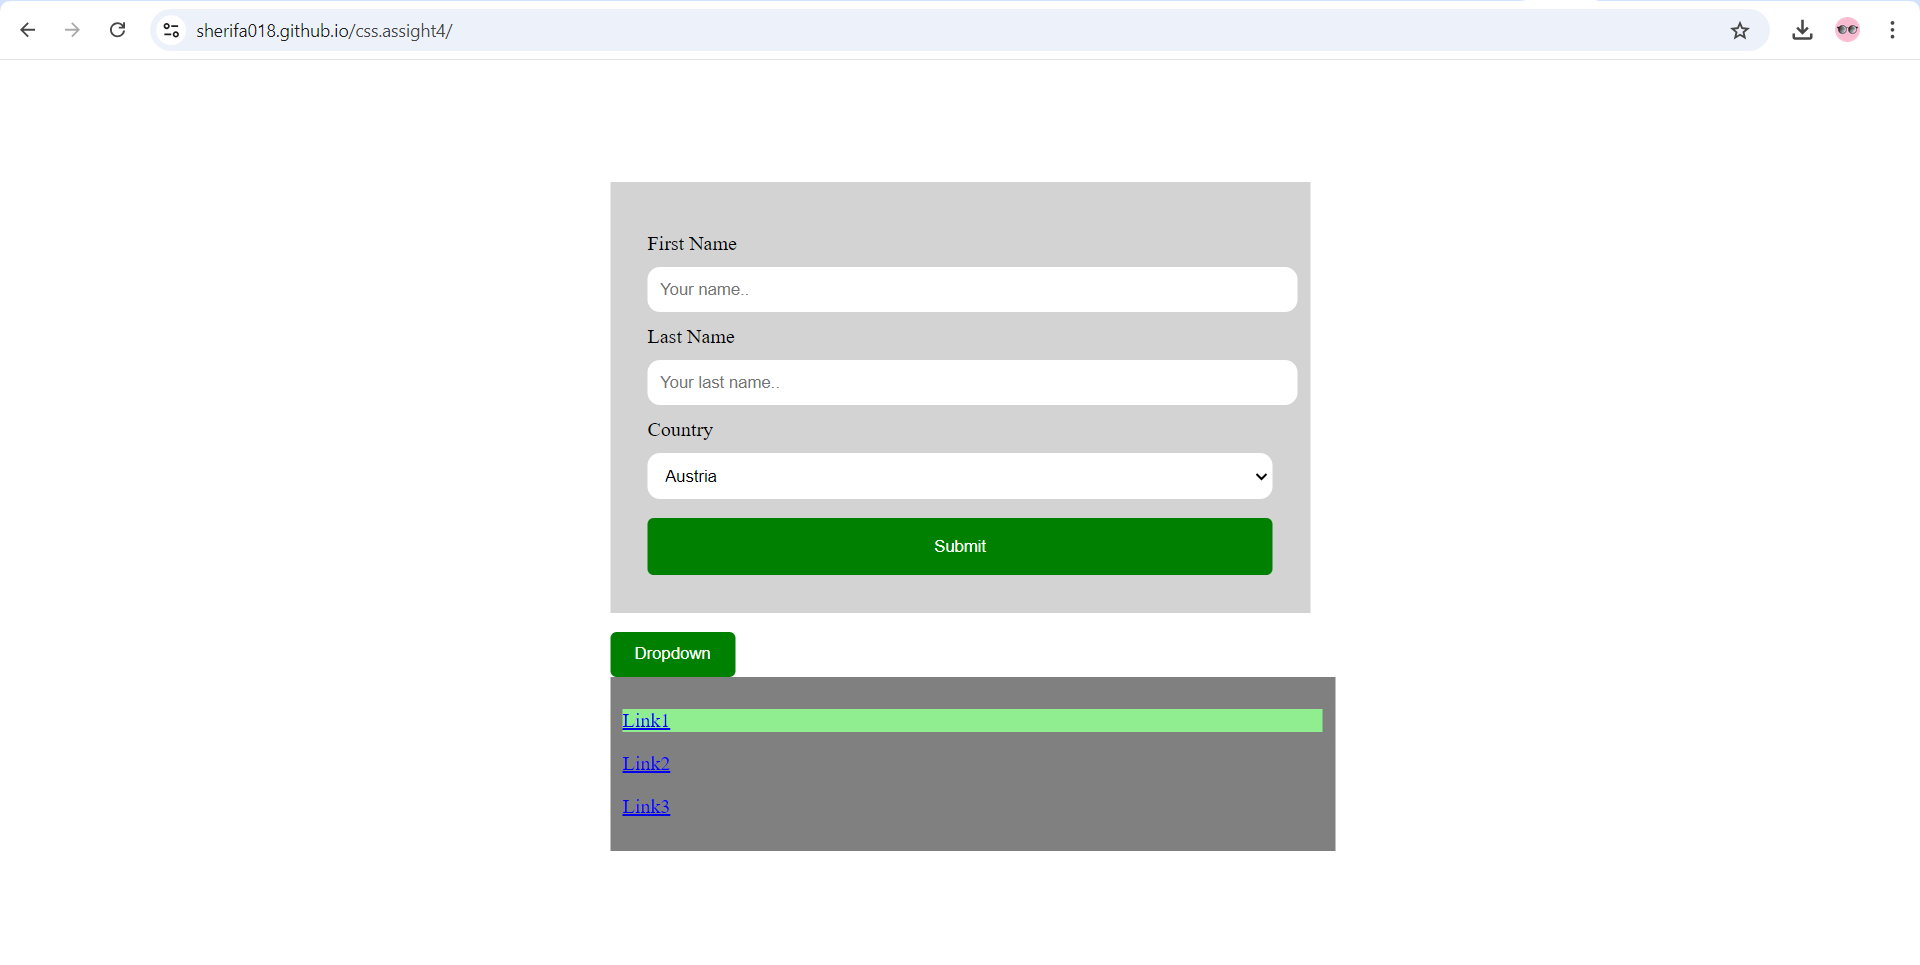 sherifa018.github.io/css.assight4/
First Name
Your name..
Last Name
Your last name..
Country
Austria
Submit
Dropdown
Link1
Link2
Link3